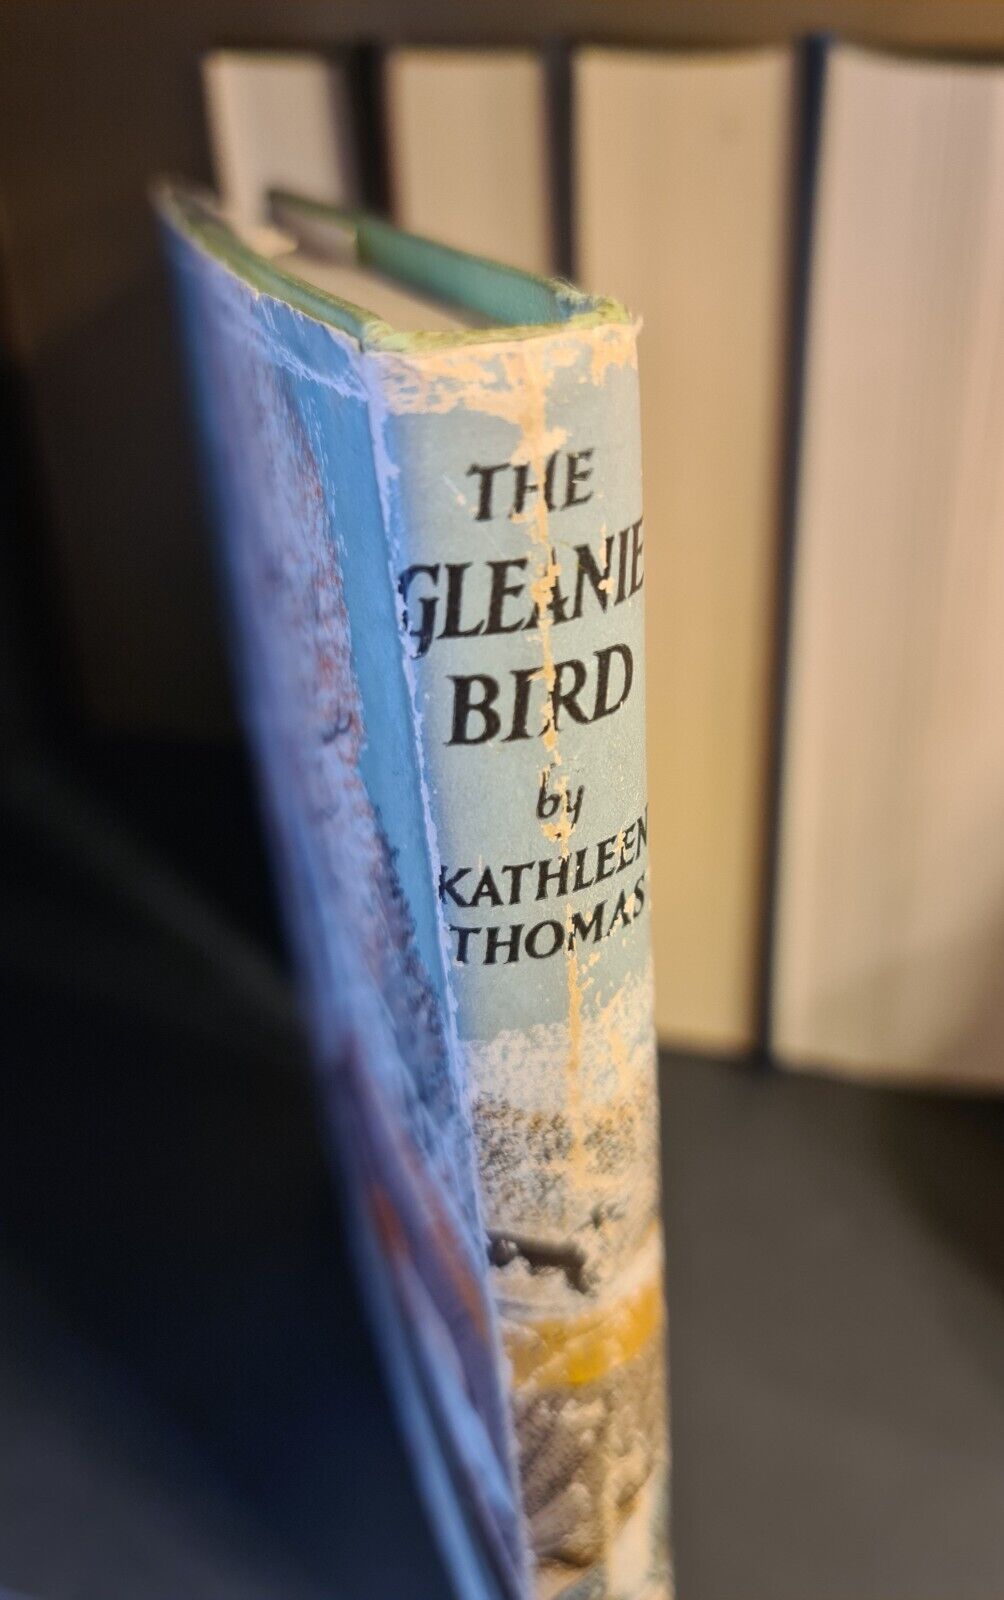 THE
GLEANIE
BIRD
by
KATHLEEN
THOMAS